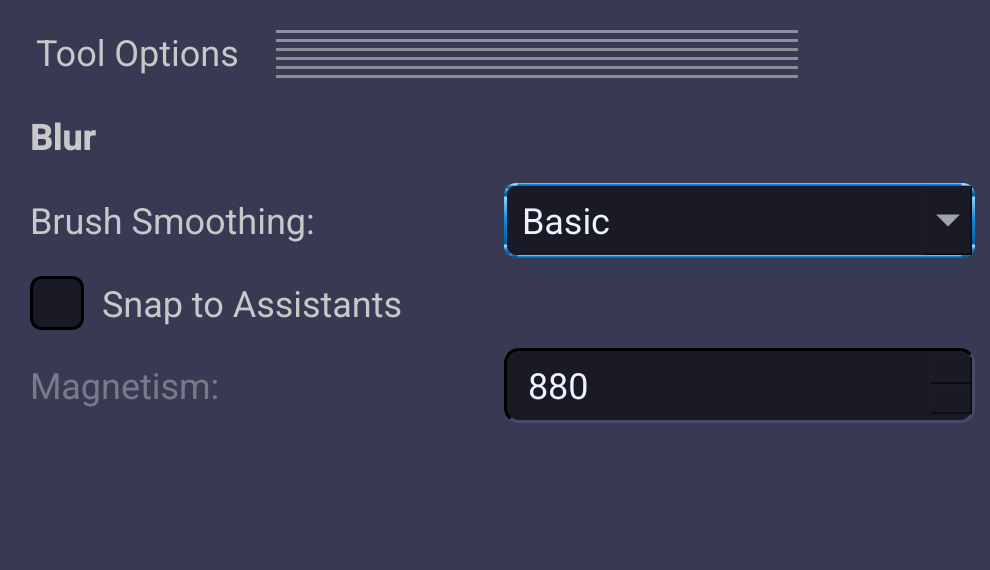 Tool Options
Blur
Brush Smoothing: Basic
Snap to Assistants
Magnetism: 880